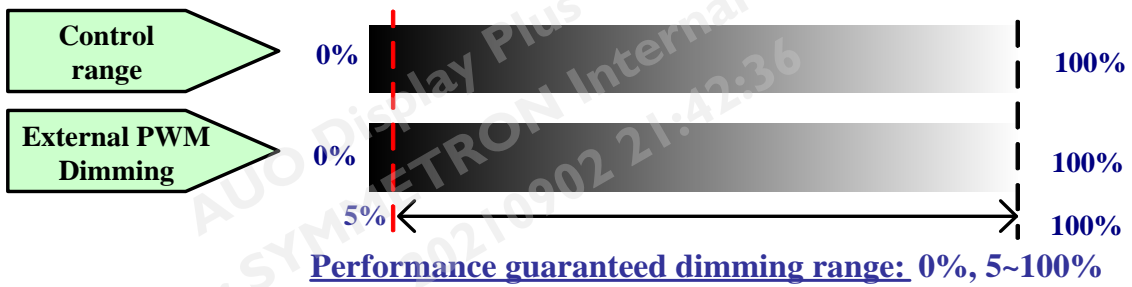 Control
range
0%
100%
External PWM
Dimming
0%
100%
5%
100%
Performance guaranteed dimming range: 0%, 5~100%
AUO Display Plus
SYMMETRON Internal
20210902 21:42:36